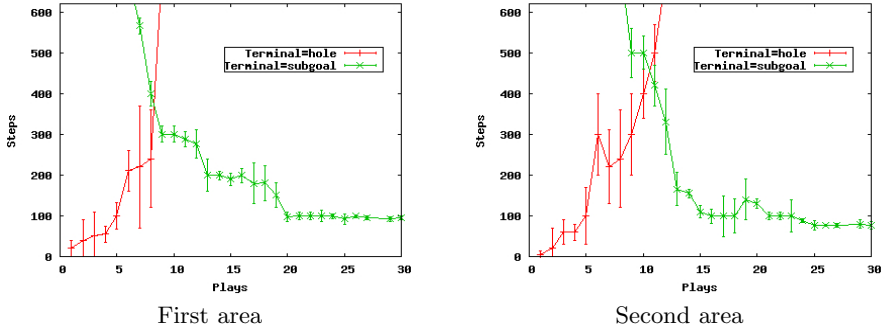 600
500
400
300
200
100
0
Steps
Terminal=hole
Terminal=subgoal
0 5 10 15 20 25 30
Plays
First area
600
500
400
300
200
100
0
Steps
Terminal=hole
Terminal=subgoal
0 5 10 15 20 25 30
Plays
Second area